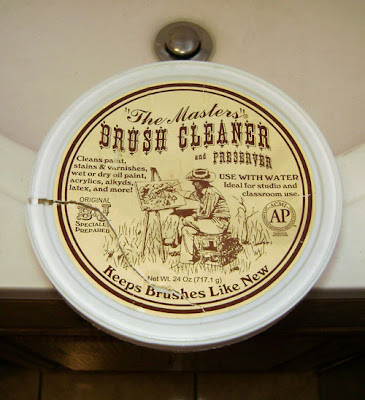 "The Masters"®
BRUSH CLEANER
and PRESERVER
Cleans paint,
stains & varnishes,
wet or dry oil paint,
acrylics, alkyds,
latex, and more!
USE WITH WATER
Ideal for studio and
classroom use.
ORIGINAL
B&J
SPECIALLY
PREPARED
ACMI
AP
Net Wt. 24 Oz (717.1 g)
Keeps Brushes Like New